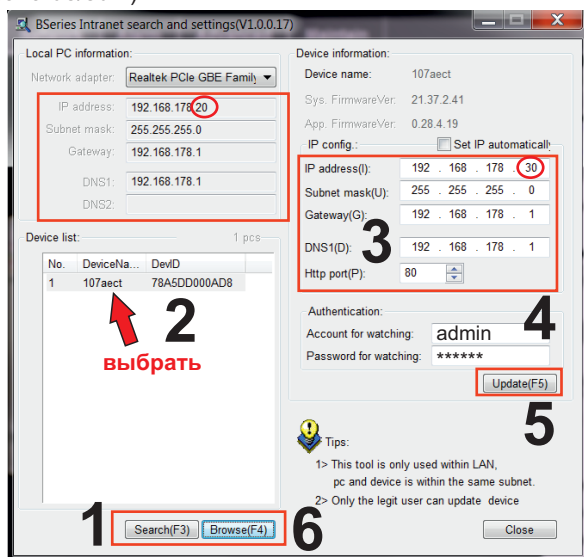 BSeries Intranet search and settings(V1.0.0.17)
Local PC information:
Network adapter: Realtek PCIe GBE Family
IP address: 192.168.178.20
Subnet mask: 255.255.255.0
Gateway: 192.168.178.1
DNS1: 192.168.178.1
DNS2:
Device list: 1 pcs
No. DeviceNa... DevID
1 107aect 78A5DD000AD8
2
выбрать
1
Search(F3) Browse(F4)
6
Device information:
Device name: 107aect
Sys. FirmwareVer: 21.37.2.41
App. FirmwareVer: 0.28.4.19
IP config.: Set IP automatically
IP address(I): 192 . 168 . 178 . 30
Subnet mask(U): 255 . 255 . 255 . 0
Gateway(G): 192 . 168 . 178 . 1
3
DNS1(D): 192 . 168 . 178 . 1
Http port(P): 80
Authentication:
Account for watching: admin
4
Password for watching: ******
Update(F5)
5
Tips:
1> This tool is only used within LAN,
pc and device is within the same subnet.
2> Only the legit user can update device
Close